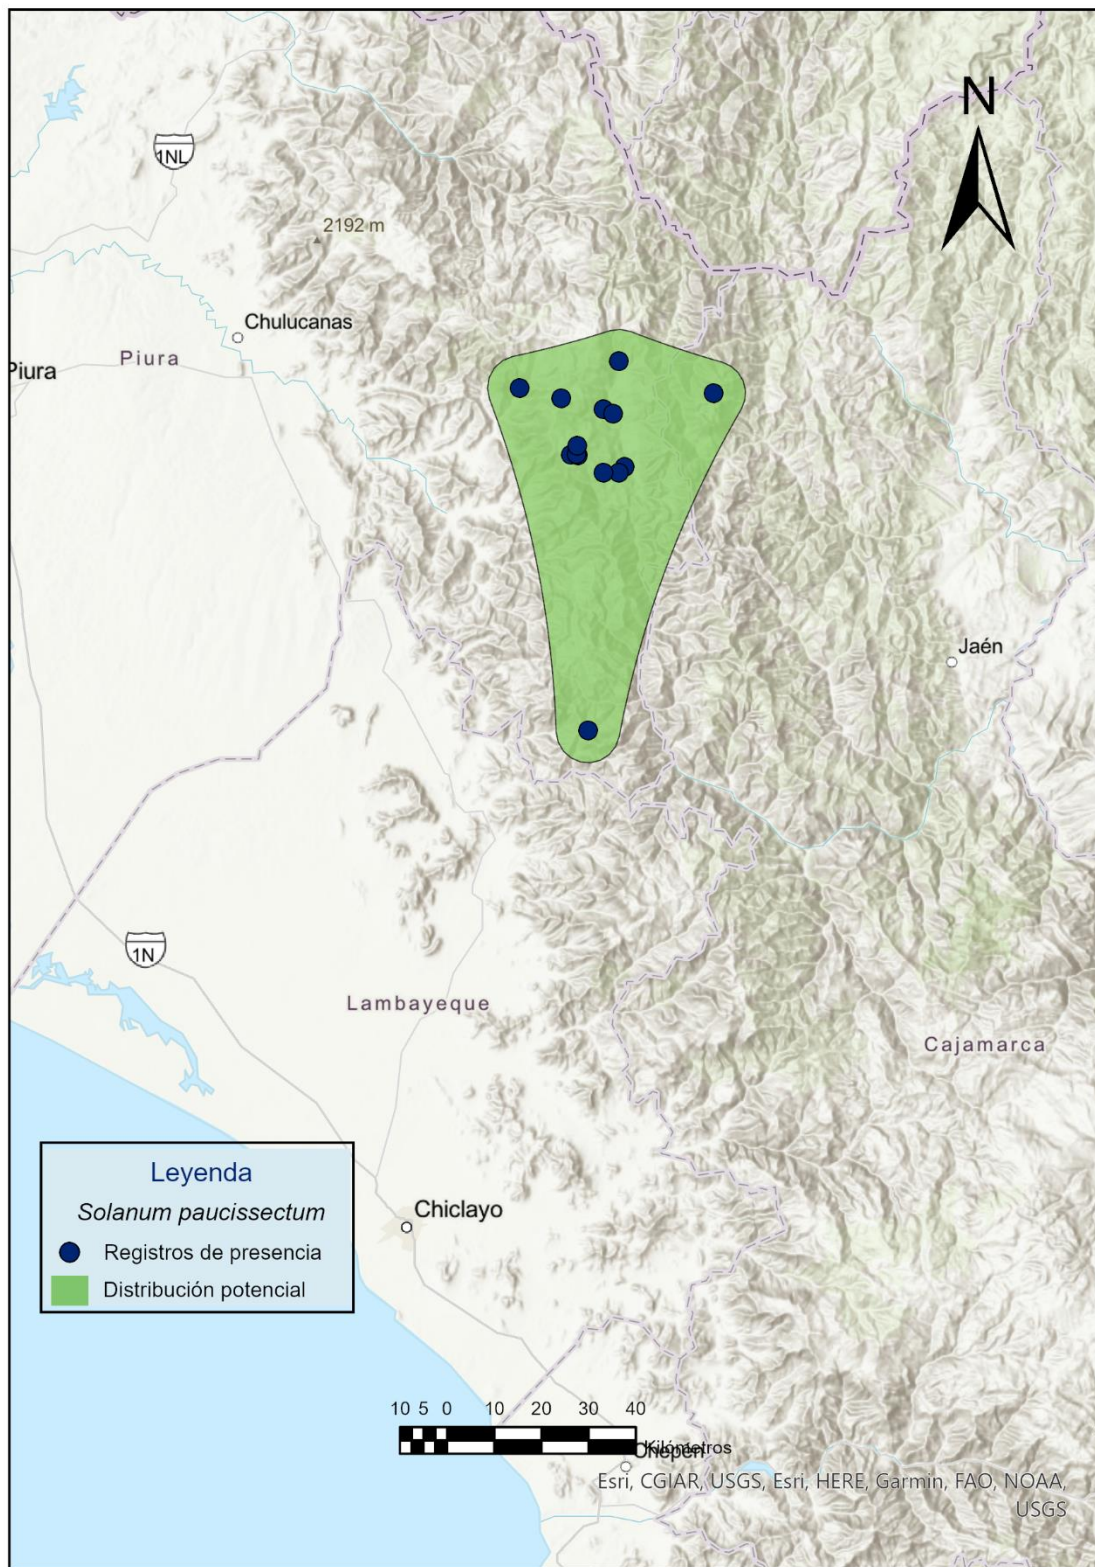 N
1NL
2192 m
Chulucanas
Piura
Piura
Jaén
1N
Lambayeque
Cajamarca
Leyenda
Solanum paucissectum
Registros de presencia
Distribución potencial
Chiclayo
10 5 0 10 20 30 40
Kilómetros
Chepén
Esri, CGIAR, USGS, Esri, HERE, Garmin, FAO, NOAA,
USGS